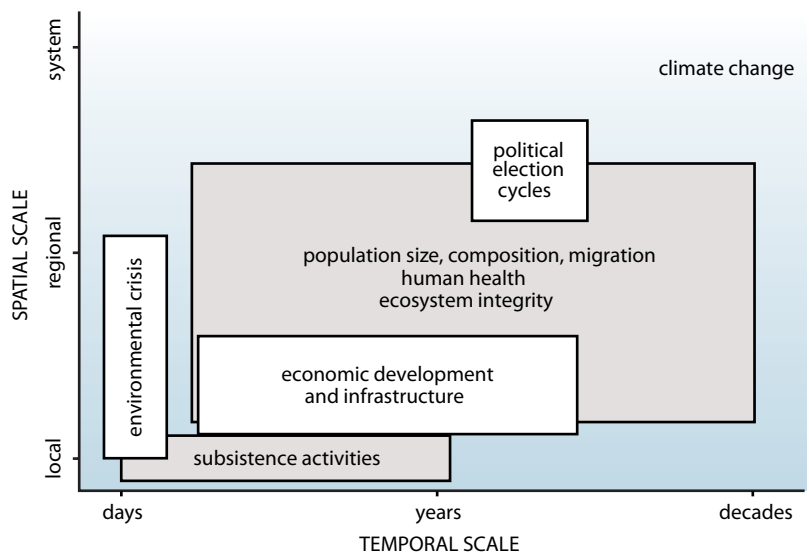 system
climate change
political
election
cycles
SPATIAL SCALE
regional
population size, composition, migration
human health
ecosystem integrity
environmental crisis
economic development
and infrastructure
local
subsistence activities
days
years
decades
TEMPORAL SCALE